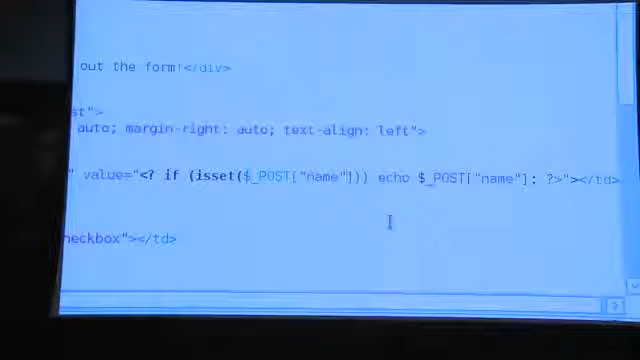 out the form!</div>
st">
auto; margin-right: auto; text-align: left">
" value="<? if (isset($_POST["name"])) echo $_POST["name"]; ?>"></td>
heckbox"></td>